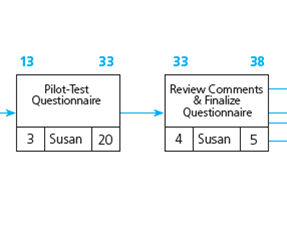 13 33
33 38
Pilot-Test
Questionnaire
Review Comments
& Finalize
Questionnaire
3 Susan 20
4 Susan 5